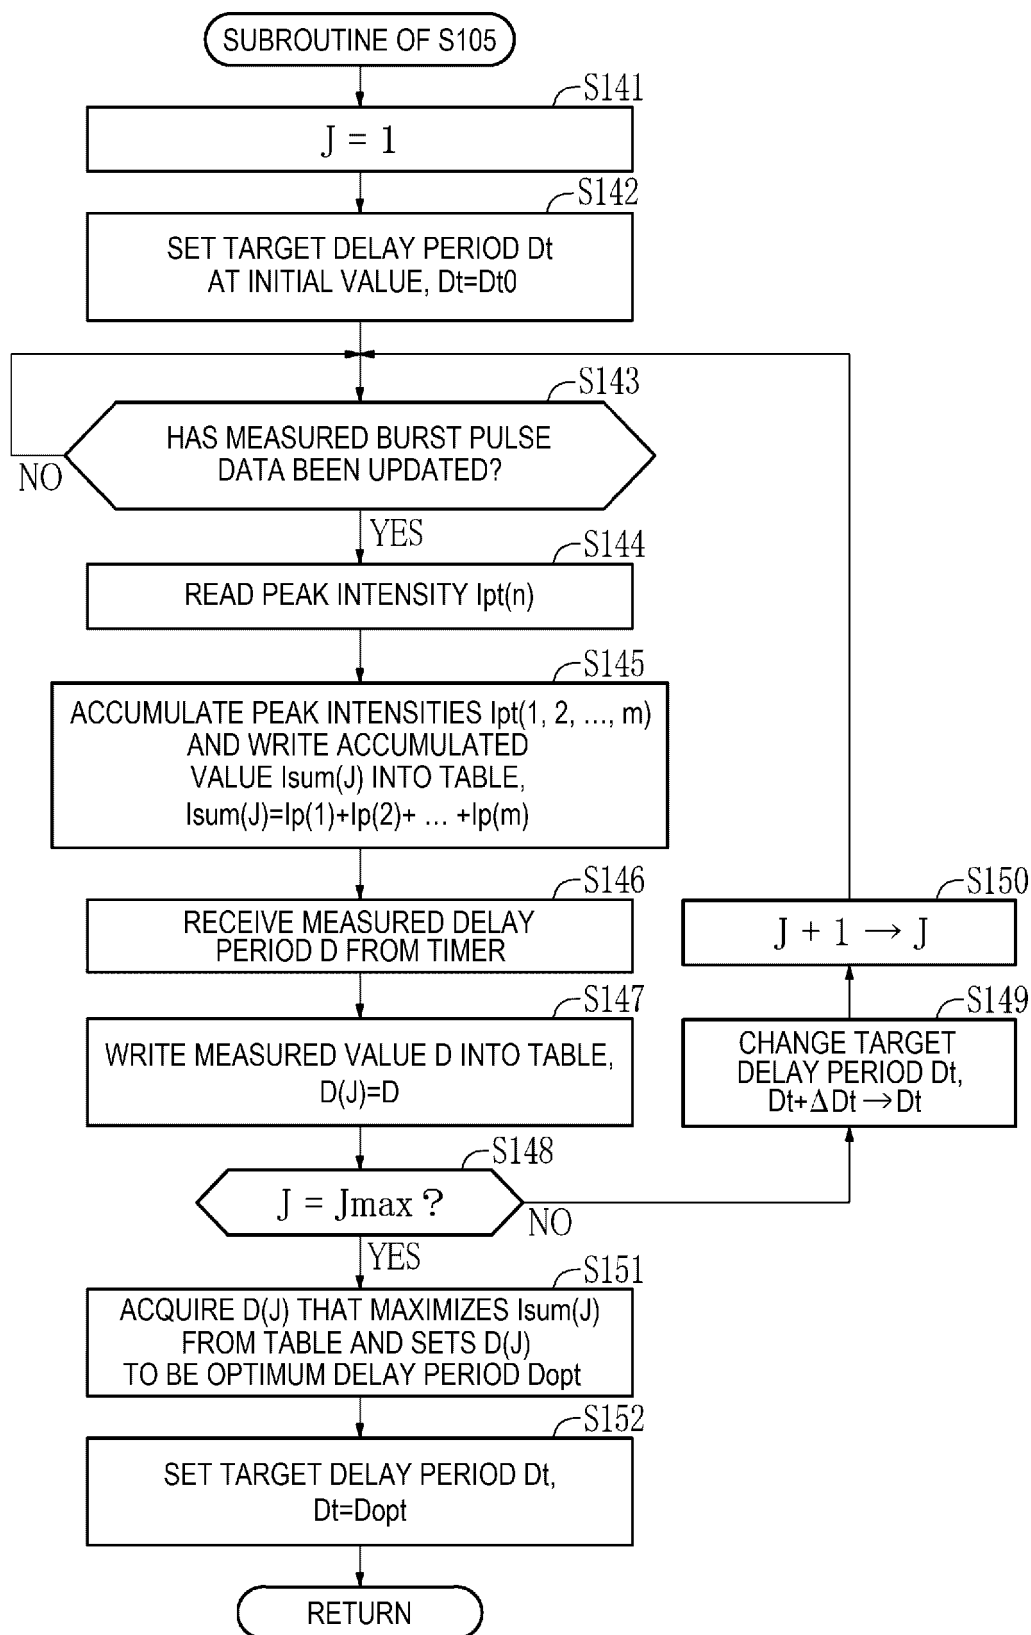 SUBROUTINE OF S105
S141
J = 1
S142
SET TARGET DELAY PERIOD Dt
AT INITIAL VALUE, Dt=Dt0
S143
HAS MEASURED BURST PULSE
DATA BEEN UPDATED?
NO
YES
S144
READ PEAK INTENSITY Ipt(n)
S145
ACCUMULATE PEAK INTENSITIES Ipt(1, 2, ..., m)
AND WRITE ACCUMULATED
VALUE Isum(J) INTO TABLE,
Isum(J)=Ip(1)+Ip(2)+ ... +Ip(m)
S146
RECEIVE MEASURED DELAY
PERIOD D FROM TIMER
S147
WRITE MEASURED VALUE D INTO TABLE,
D(J)=D
S148
J = Jmax ?
NO
YES
S149
CHANGE TARGET
DELAY PERIOD Dt,
Dt+ΔDt→Dt
S150
J + 1 → J
S151
ACQUIRE D(J) THAT MAXIMIZES Isum(J)
FROM TABLE AND SETS D(J)
TO BE OPTIMUM DELAY PERIOD Dopt
S152
SET TARGET DELAY PERIOD Dt,
Dt=Dopt
RETURN